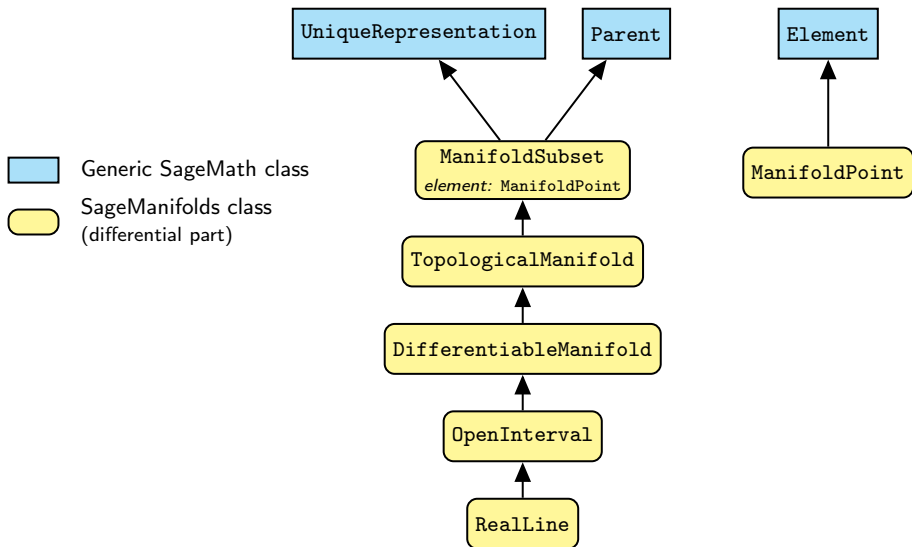 UniqueRepresentation
Parent
Element
ManifoldSubset
element: ManifoldPoint
ManifoldPoint
Generic SageMath class
SageManifolds class
(differential part)
TopologicalManifold
DifferentiableManifold
OpenInterval
RealLine